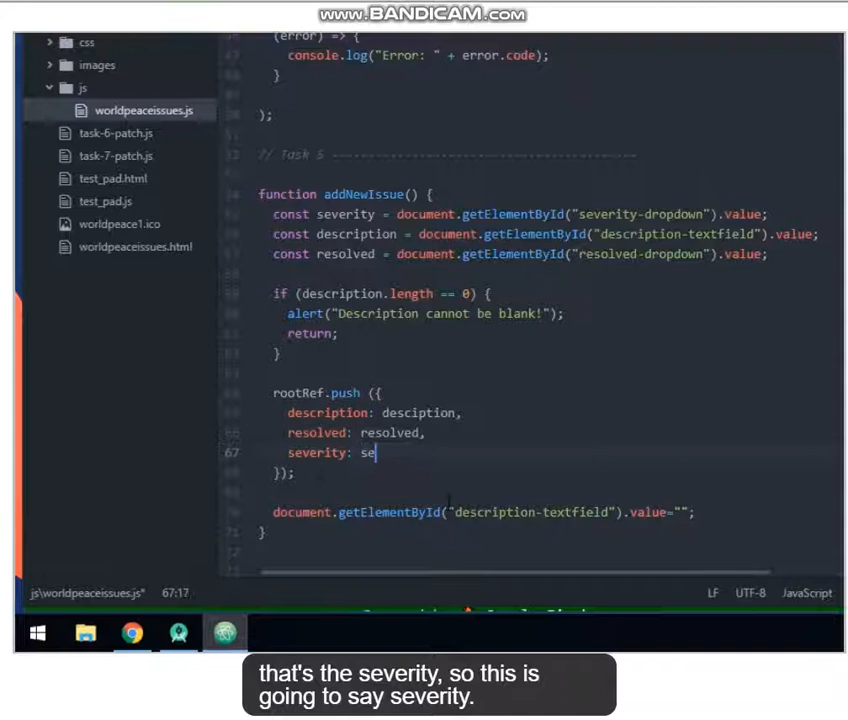 www.BANDICAM.com
css
images
js
worldpeaceissues.js
task-6-patch.js
task-7-patch.js
test_pad.html
test_pad.js
worldpeace1.ico
worldpeaceissues.html
(error) => {
console.log("Error: " + error.code);
}
);
// Task 5 ------------------------------------------
function addNewIssue() {
const severity = document.getElementById("severity-dropdown").value;
const description = document.getElementById("description-textfield").value;
const resolved = document.getElementById("resolved-dropdown").value;
if (description.length == 0) {
alert("Description cannot be blank!");
return;
}
rootRef.push ({
description: desciption,
resolved: resolved,
67 severity: se
});
document.getElementById("description-textfield").value="";
}
js\worldpeaceissues.js* 67:17 LF UTF-8 JavaScript
that's the severity, so this is
going to say severity.